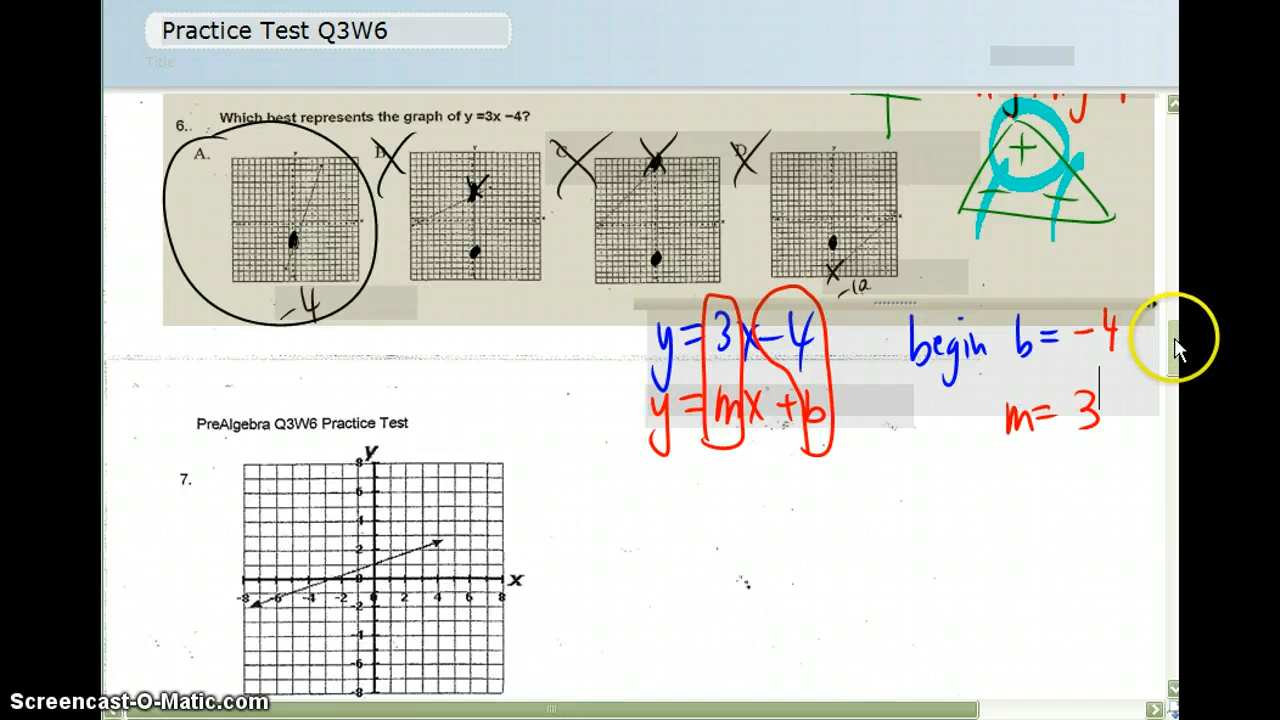 Practice Test Q3W6
Title
6.. Which best represents the graph of y =3x −4?
A. B C D
-4
-10
y = 3x - 4
y = mx + b
begin b = -4
m = 3
+
PreAlgebra Q3W6 Practice Test
7.
y
8
6
4
2
0
-8 -6 -4 -2 0 2 4 6 8 x
-2
-4
-6
-8
Screencast-O-Matic.com